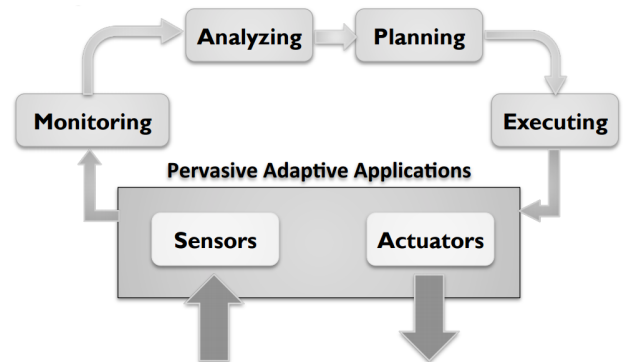 Analyzing
Planning
Monitoring
Executing
Pervasive Adaptive Applications
Sensors
Actuators